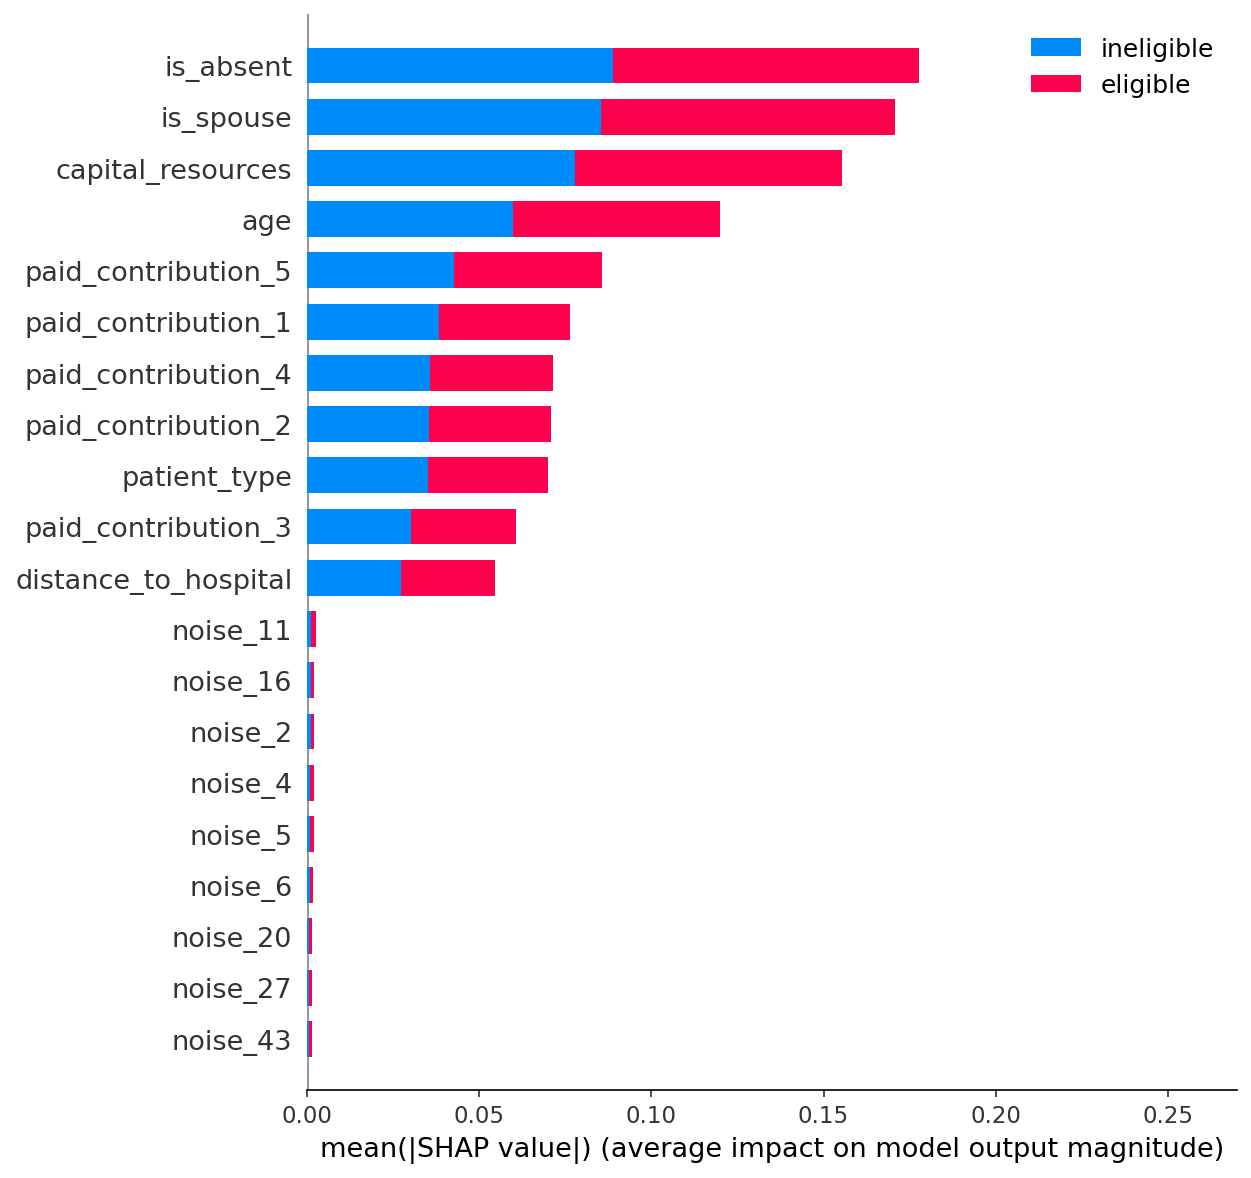 ineligible
eligible
is_absent
is_spouse
capital_resources
age
paid_contribution_5
paid_contribution_1
paid_contribution_4
paid_contribution_2
patient_type
paid_contribution_3
distance_to_hospital
noise_11
noise_16
noise_2
noise_4
noise_5
noise_6
noise_20
noise_27
noise_43
0.00 0.05 0.10 0.15 0.20 0.25
mean(|SHAP value|) (average impact on model output magnitude)